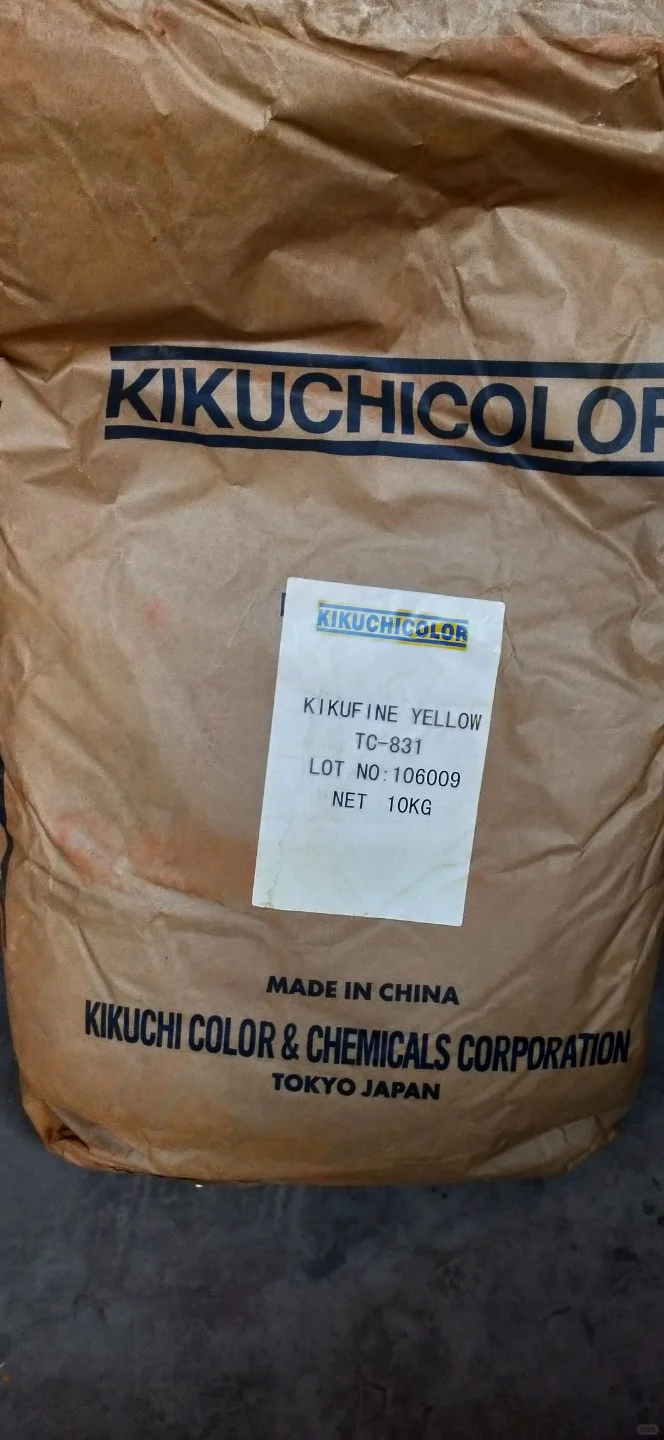 KIKUCHICOLOR
KIKUCHICOLOR
KIKUFINE YELLOW
TC-831
LOT NO:106009
NET 10KG
MADE IN CHINA
KIKUCHI COLOR & CHEMICALS CORPORATION
TOKYO JAPAN